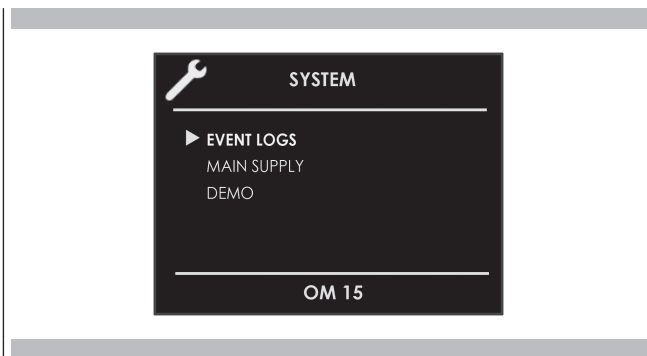 SYSTEM
EVENT LOGS
MAIN SUPPLY
DEMO
OM 15